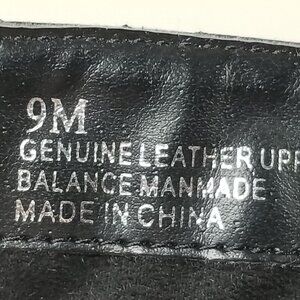 9M
GENUINE LEATHER UPP
BALANCE MANMADE
MADE IN CHINA